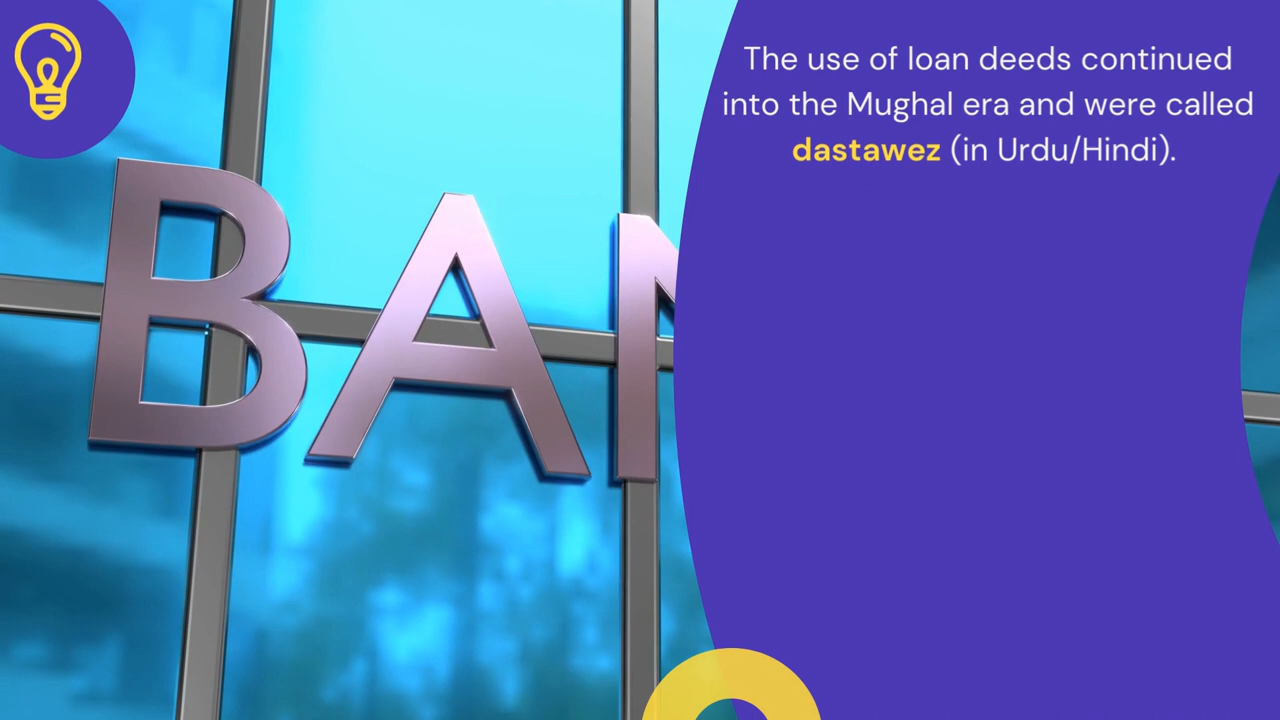 BAN
The use of loan deeds continued
into the Mughal era and were called
dastawez (in Urdu/Hindi).